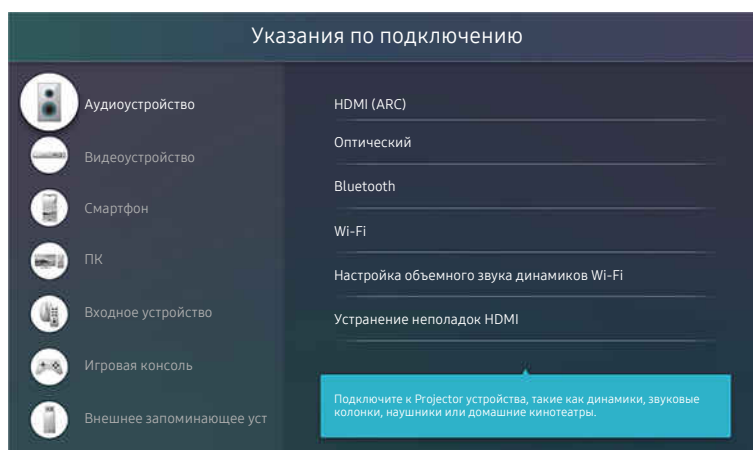 Указания по подключению
Аудиоустройство
Видеоустройство
Смартфон
ПК
Входное устройство
Игровая консоль
Внешнее запоминающее уст
HDMI (ARC)
Оптический
Bluetooth
Wi-Fi
Настройка объемного звука динамиков Wi-Fi
Устранение неполадок HDMI
Подключите к Projector устройства, такие как динамики, звуковые
колонки, наушники или домашние кинотеатры.